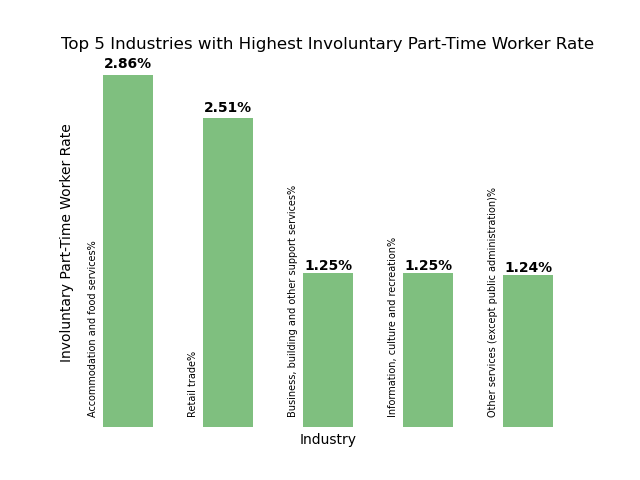 Top 5 Industries with Highest Involuntary Part-Time Worker Rate
2.86%
2.51%
1.25%
1.25%
1.24%
Involuntary Part-Time Worker Rate
Accommodation and food services%
Retail trade%
Business, building and other support services%
Information, culture and recreation%
Other services (except public administration)%
Industry